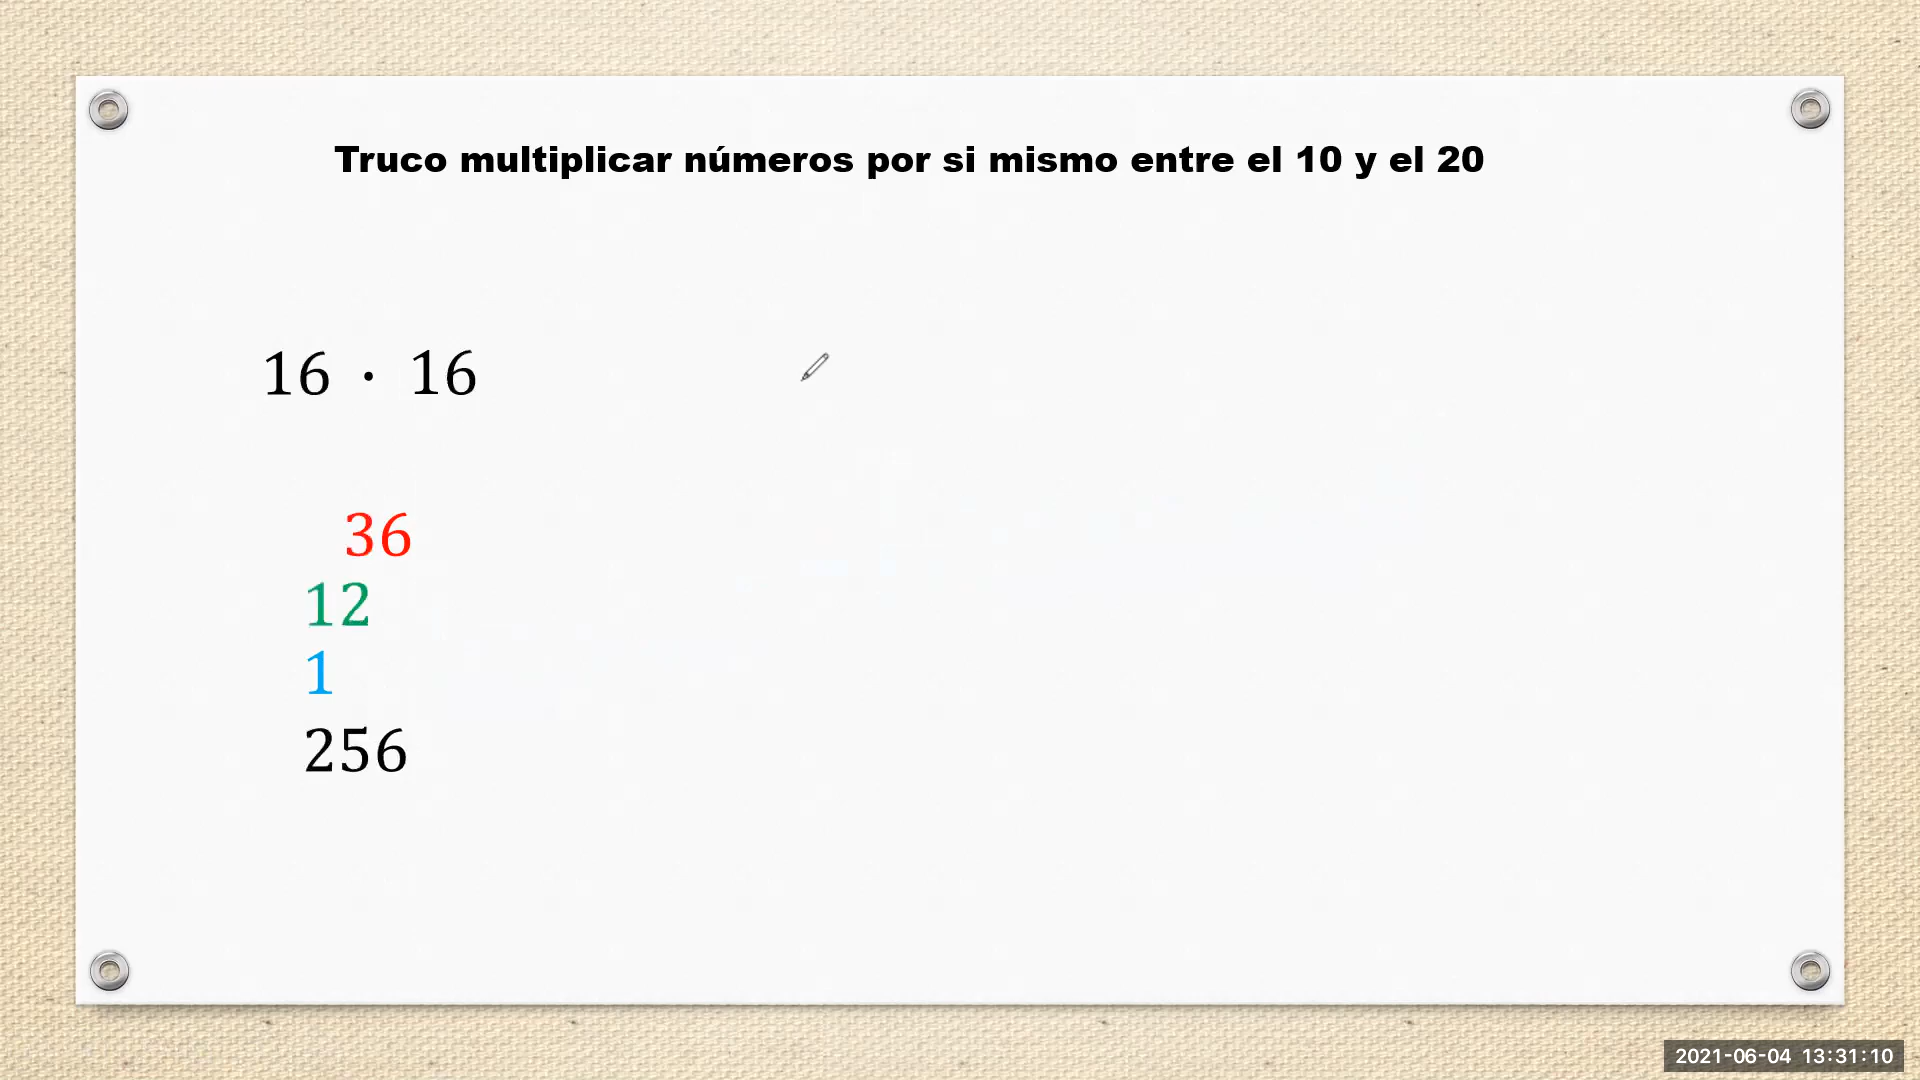 Truco multiplicar números por si mismo entre el 10 y el 20
16 · 16
36
12
1
256
2021-06-04 13:31:10